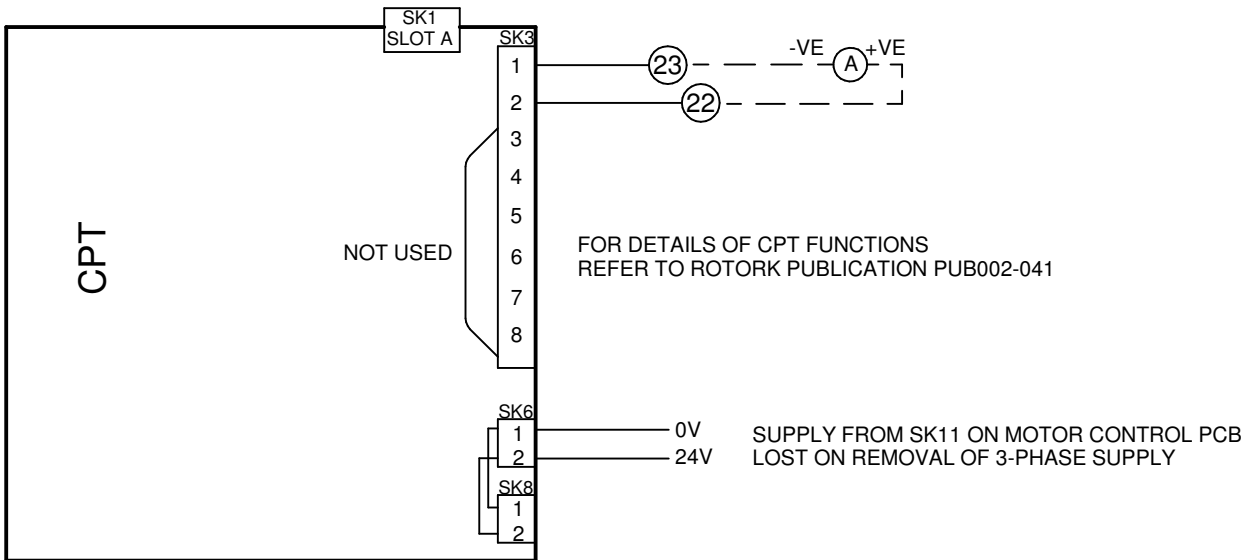 SK1
SLOT A
SK3
1
23
-VE
A
+VE
2
22
3
4
5
6
7
8
NOT USED
CPT
FOR DETAILS OF CPT FUNCTIONS
REFER TO ROTORK PUBLICATION PUB002-041
SK6
1
0V
2
24V
SUPPLY FROM SK11 ON MOTOR CONTROL PCB
LOST ON REMOVAL OF 3-PHASE SUPPLY
SK8
1
2